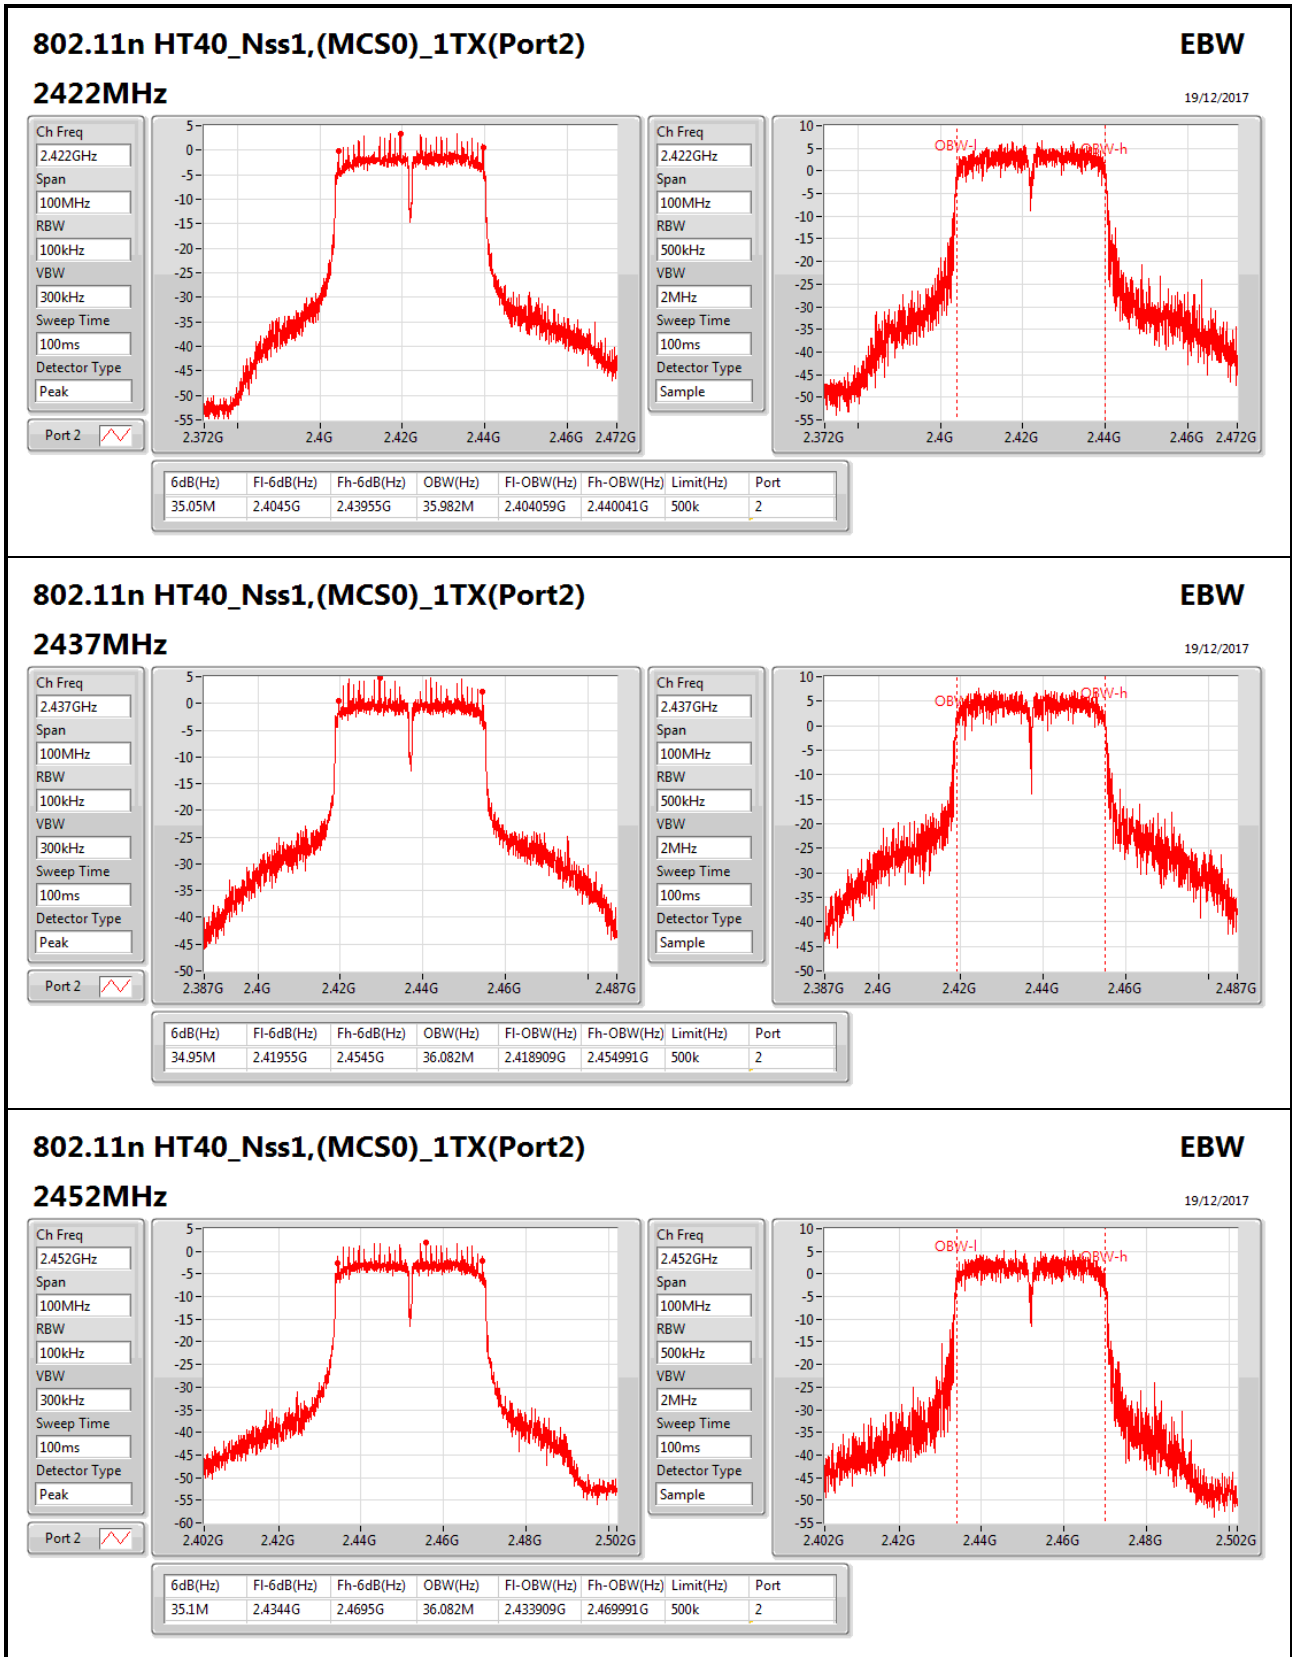 802.11n HT40_Nss1,(MCS0)_1TX(Port2) EBW
2422MHz 19/12/2017
Ch Freq
2.422GHz
Span
100MHz
RBW
100kHz
VBW
300kHz
Sweep Time
100ms
Detector Type
Peak
Port 2
5
0
-5
-10
-15
-20
-25
-30
-35
-40
-45
-50
-55
2.372G 2.4G 2.42G 2.44G 2.46G 2.472G
Ch Freq
2.422GHz
Span
100MHz
RBW
500kHz
VBW
2MHz
Sweep Time
100ms
Detector Type
Sample
10
5
0
-5
-10
-15
-20
-25
-30
-35
-40
-45
-50
-55
OBW-l OBW-h
2.372G 2.4G 2.42G 2.44G 2.46G 2.472G
6dB(Hz) Fl-6dB(Hz) Fh-6dB(Hz) OBW(Hz) Fl-OBW(Hz) Fh-OBW(Hz) Limit(Hz) Port
35.05M 2.4045G 2.43955G 35.982M 2.404059G 2.440041G 500k 2
802.11n HT40_Nss1,(MCS0)_1TX(Port2) EBW
2437MHz 19/12/2017
Ch Freq
2.437GHz
Span
100MHz
RBW
100kHz
VBW
300kHz
Sweep Time
100ms
Detector Type
Peak
Port 2
5
0
-5
-10
-15
-20
-25
-30
-35
-40
-45
-50
2.387G 2.4G 2.42G 2.44G 2.46G 2.487G
Ch Freq
2.437GHz
Span
100MHz
RBW
500kHz
VBW
2MHz
Sweep Time
100ms
Detector Type
Sample
10
5
0
-5
-10
-15
-20
-25
-30
-35
-40
-45
-50
OBW-h
2.387G 2.4G 2.42G 2.44G 2.46G 2.487G
6dB(Hz) Fl-6dB(Hz) Fh-6dB(Hz) OBW(Hz) Fl-OBW(Hz) Fh-OBW(Hz) Limit(Hz) Port
34.95M 2.41955G 2.4545G 36.082M 2.418909G 2.454991G 500k 2
802.11n HT40_Nss1,(MCS0)_1TX(Port2) EBW
2452MHz 19/12/2017
Ch Freq
2.452GHz
Span
100MHz
RBW
100kHz
VBW
300kHz
Sweep Time
100ms
Detector Type
Peak
Port 2
5
0
-5
-10
-15
-20
-25
-30
-35
-40
-45
-50
-55
-60
2.402G 2.42G 2.44G 2.46G 2.48G 2.502G
Ch Freq
2.452GHz
Span
100MHz
RBW
500kHz
VBW
2MHz
Sweep Time
100ms
Detector Type
Sample
10
5
0
-5
-10
-15
-20
-25
-30
-35
-40
-45
-50
-55
OBW-l OBW-h
2.402G 2.42G 2.44G 2.46G 2.48G 2.502G
6dB(Hz) Fl-6dB(Hz) Fh-6dB(Hz) OBW(Hz) Fl-OBW(Hz) Fh-OBW(Hz) Limit(Hz) Port
35.1M 2.4344G 2.4695G 36.082M 2.433909G 2.469991G 500k 2